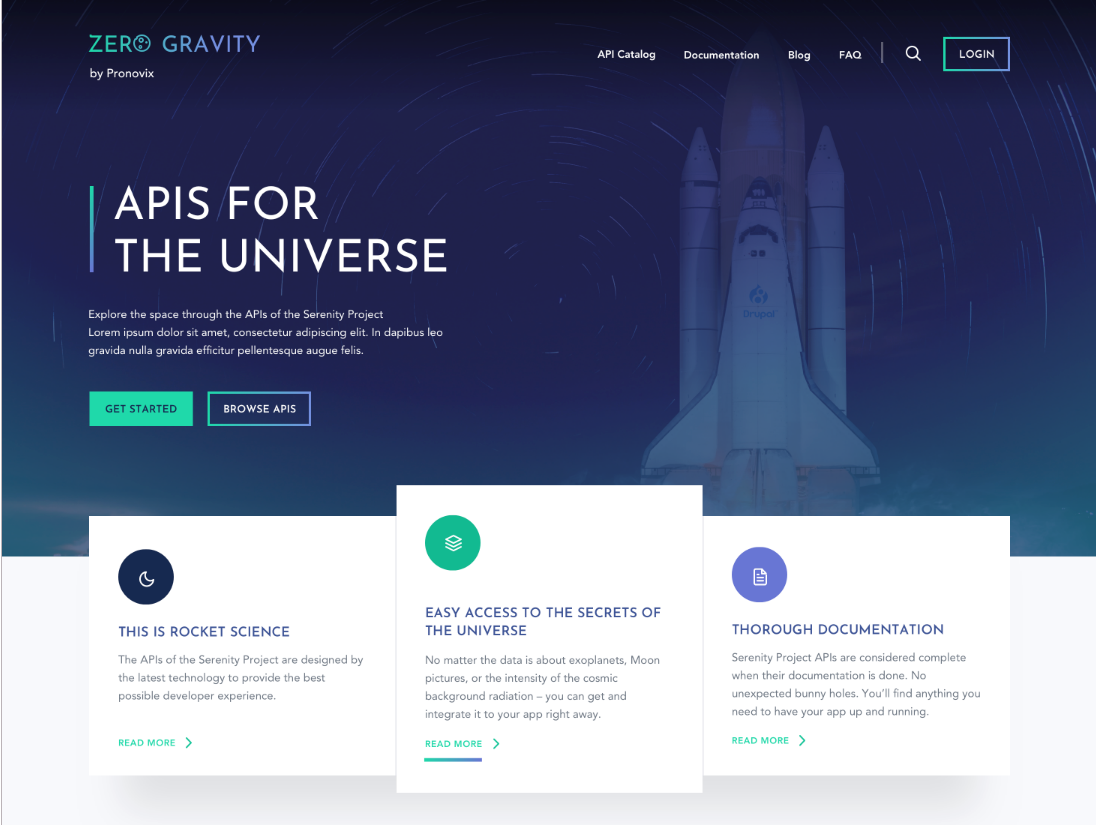 ZERO GRAVITY
by Pronovix
API Catalog
Documentation
Blog
FAQ
LOGIN
APIS FOR
THE UNIVERSE
Explore the space through the APIs of the Serenity Project
Lorem ipsum dolor sit amet, consectetur adipiscing elit. In dapibus leo
gravida nulla gravida efficitur pellentesque augue felis.
GET STARTED
BROWSE APIS
Drupal
THIS IS ROCKET SCIENCE
The APIs of the Serenity Project are designed by
the latest technology to provide the best
possible developer experience.
READ MORE
EASY ACCESS TO THE SECRETS OF
THE UNIVERSE
No matter the data is about exoplanets, Moon
pictures, or the intensity of the cosmic
background radiation – you can get and
integrate it to your app right away.
READ MORE
THOROUGH DOCUMENTATION
Serenity Project APIs are considered complete
when their documentation is done. No
unexpected bunny holes. You'll find anything you
need to have your app up and running.
READ MORE